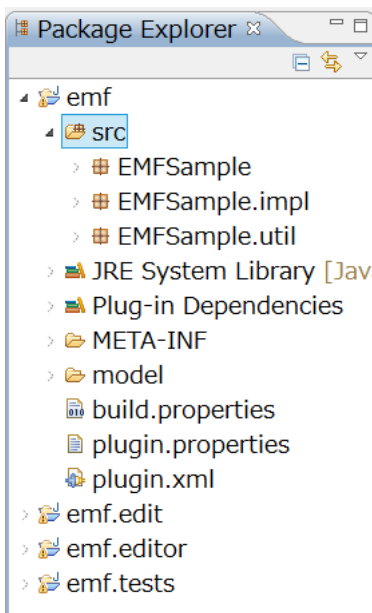 Package Explorer
emf
src
EMFSample
EMFSample.impl
EMFSample.util
JRE System Library [Jav
Plug-in Dependencies
META-INF
model
build.properties
plugin.properties
plugin.xml
emf.edit
emf.editor
emf.tests